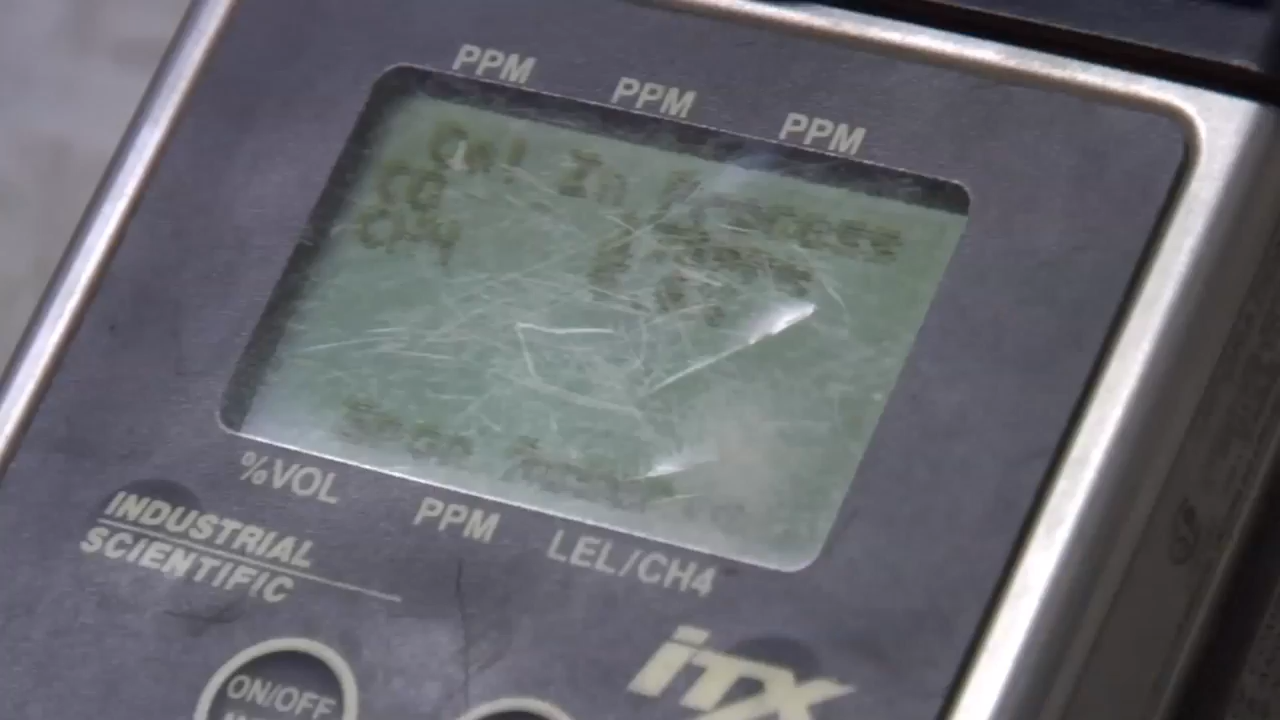 PPM PPM PPM
Cal In Process
CO
CH4
%VOL PPM LEL/CH4
INDUSTRIAL
SCIENTIFIC
iTX
ON/OFF